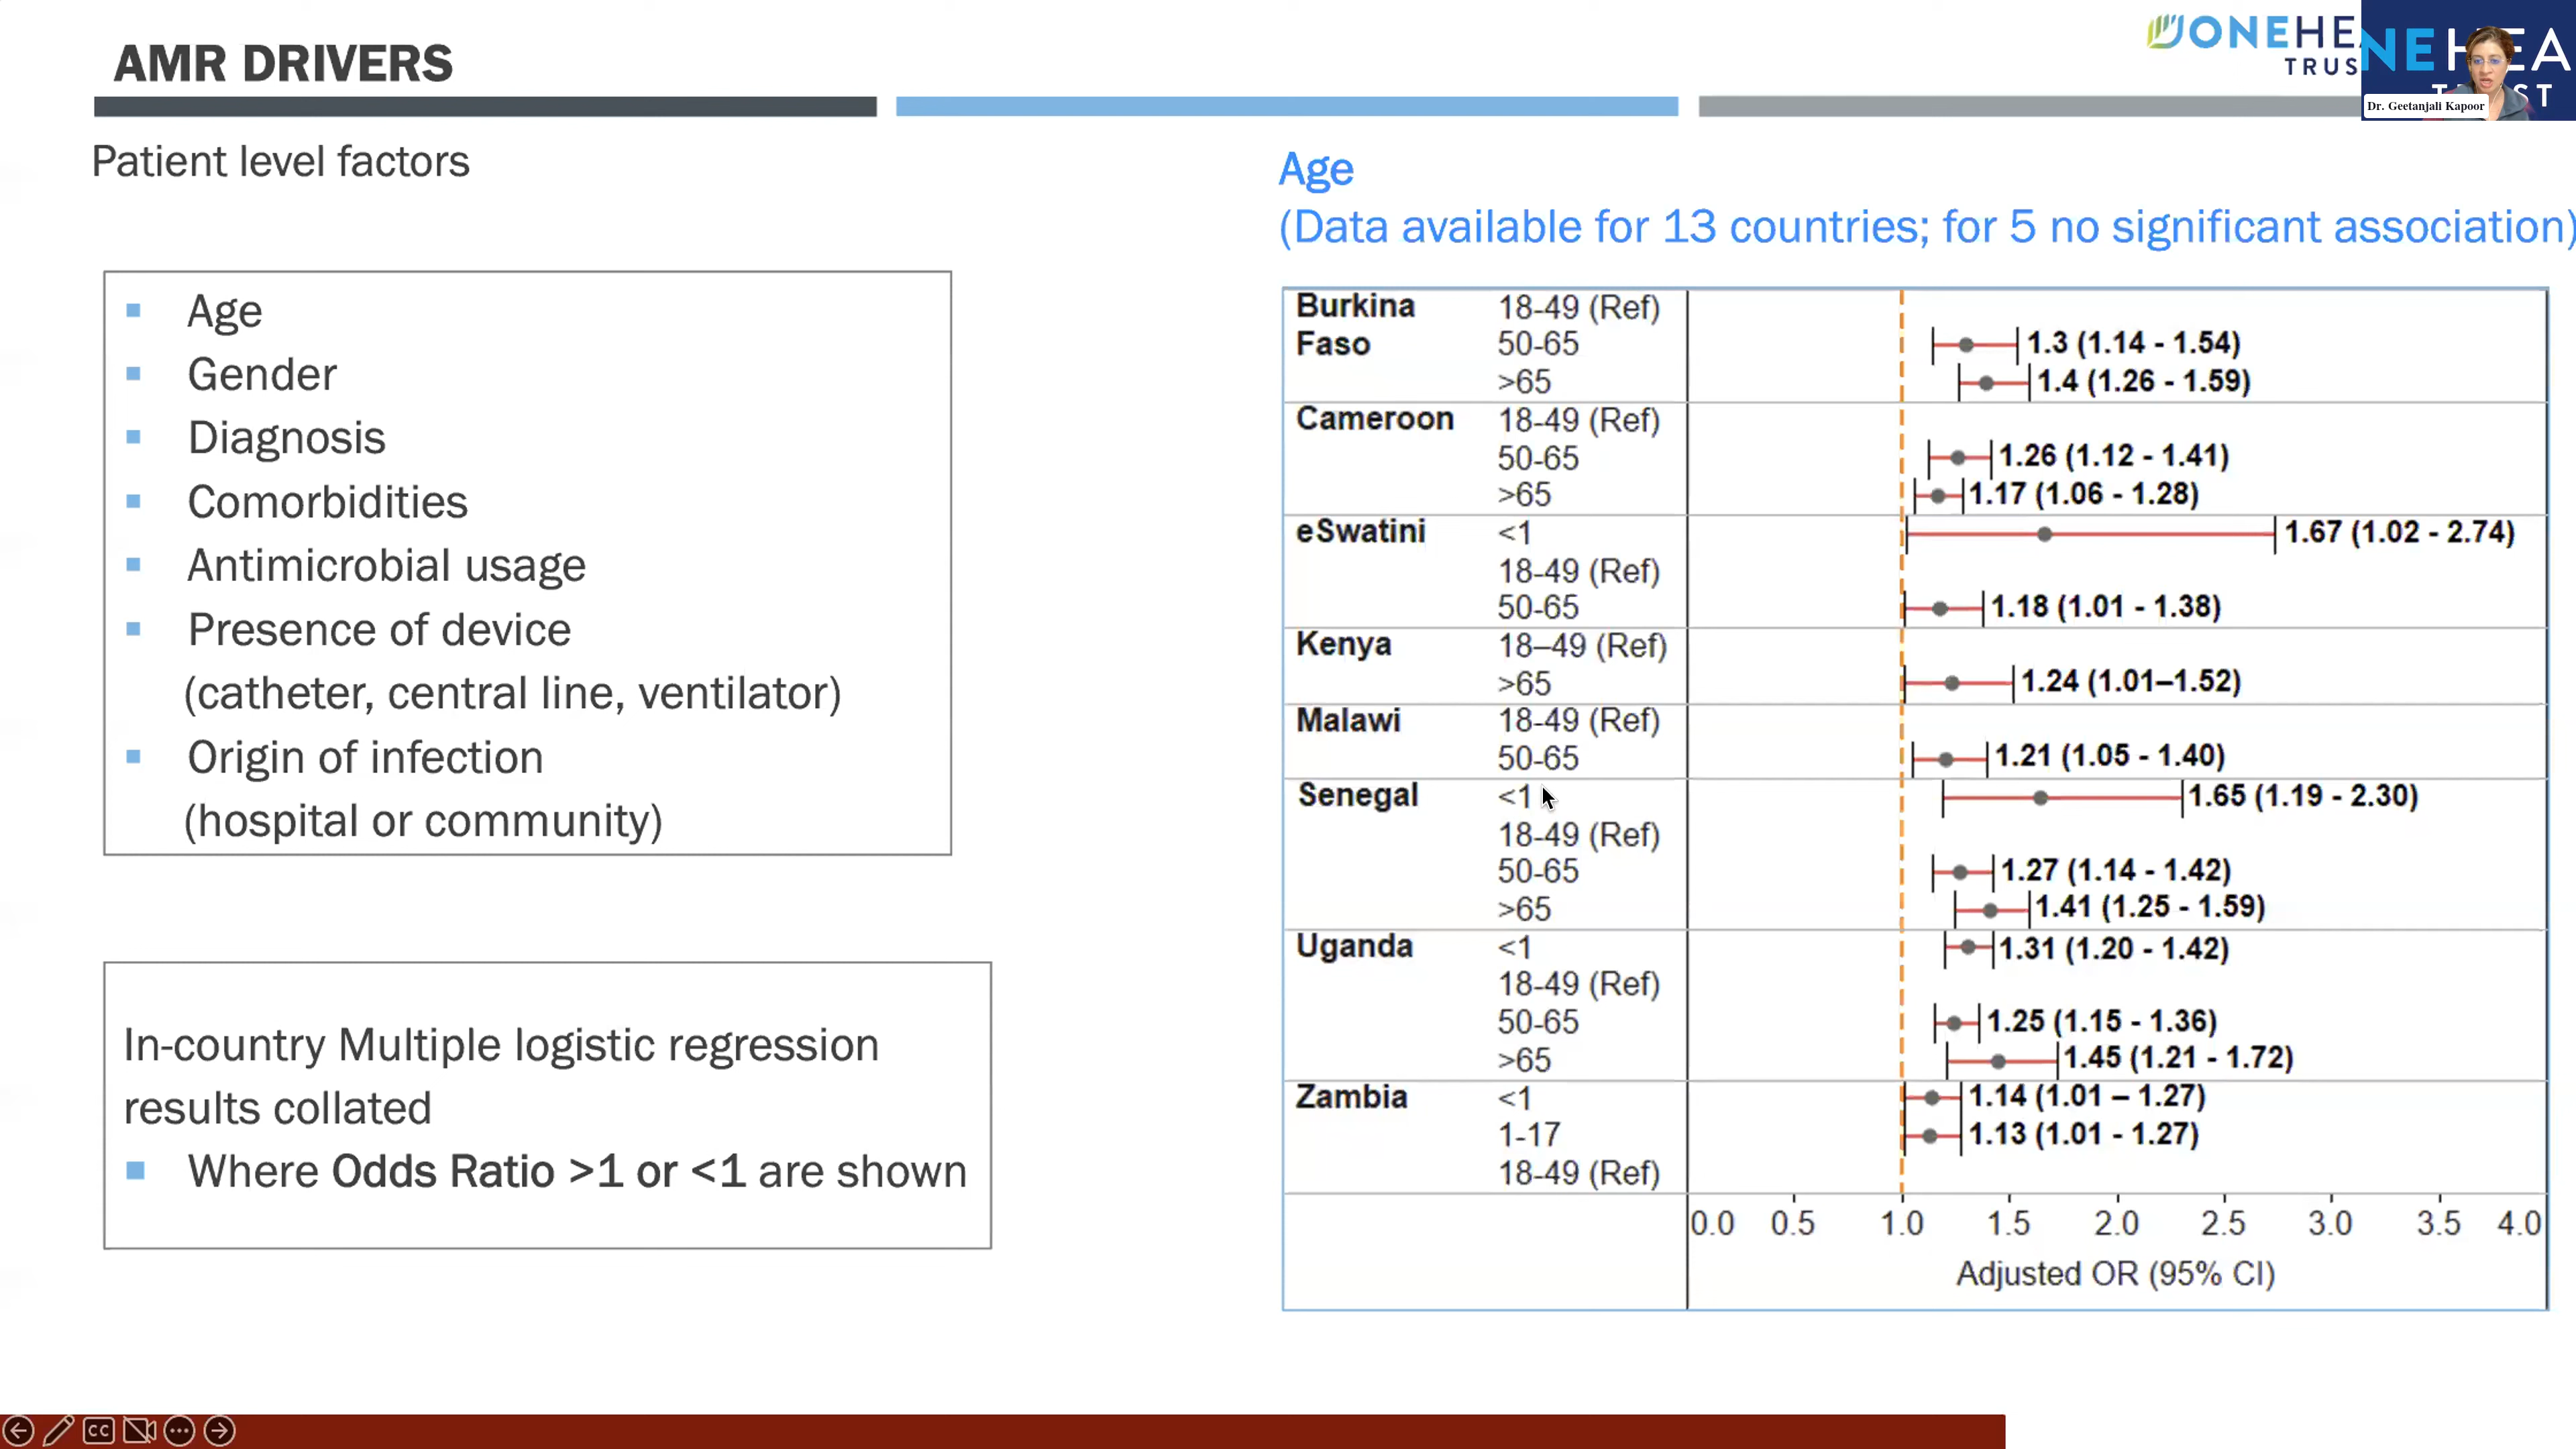 AMR DRIVERS
ONEHE
TRUS
NEHEA
T ST
Dr. Geetanjali Kapoor
Patient level factors
Age
Gender
Diagnosis
Comorbidities
Antimicrobial usage
Presence of device
(catheter, central line, ventilator)
Origin of infection
(hospital or community)
In-country Multiple logistic regression
results collated
Where Odds Ratio >1 or <1 are shown
Age
(Data available for 13 countries; for 5 no significant association)
Burkina 18-49 (Ref)
Faso 50-65 1.3 (1.14 - 1.54)
>65 1.4 (1.26 - 1.59)
Cameroon 18-49 (Ref)
50-65 1.26 (1.12 - 1.41)
>65 1.17 (1.06 - 1.28)
eSwatini <1 1.67 (1.02 - 2.74)
18-49 (Ref)
50-65 1.18 (1.01 - 1.38)
Kenya 18–49 (Ref)
>65 1.24 (1.01–1.52)
Malawi 18-49 (Ref)
50-65 1.21 (1.05 - 1.40)
Senegal <1 1.65 (1.19 - 2.30)
18-49 (Ref)
50-65 1.27 (1.14 - 1.42)
>65 1.41 (1.25 - 1.59)
Uganda <1 1.31 (1.20 - 1.42)
18-49 (Ref)
50-65 1.25 (1.15 - 1.36)
>65 1.45 (1.21 - 1.72)
Zambia <1 1.14 (1.01 – 1.27)
1-17 1.13 (1.01 - 1.27)
18-49 (Ref)
0.0 0.5 1.0 1.5 2.0 2.5 3.0 3.5 4.0
Adjusted OR (95% CI)
CC